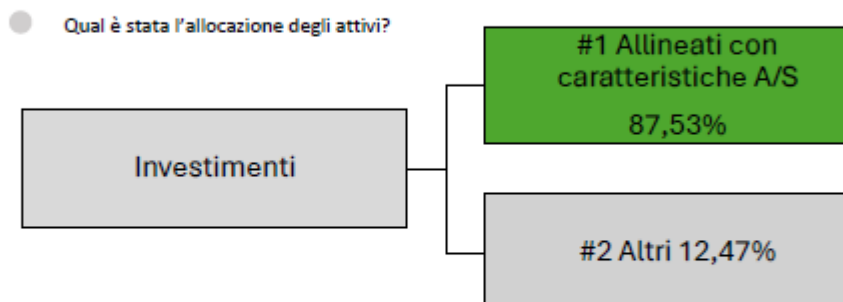 Qual è stata l'allocazione degli attivi?
#1 Allineati con
caratteristiche A/S
87,53%
Investimenti
#2 Altri 12,47%